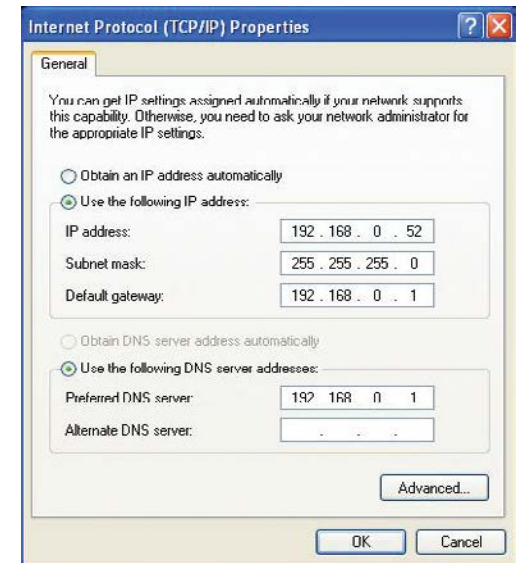 Internet Protocol (TCP/IP) Properties
General
You can get IP settings assigned automatically if your network supports
this capability. Otherwise, you need to ask your network administrator for
the appropriate IP settings.
Obtain an IP address automatically
Use the following IP address:
IP address: 192 . 168 . 0 . 52
Subnet mask: 255 . 255 . 255 . 0
Default gateway: 192 . 168 . 0 . 1
Obtain DNS server address automatically
Use the following DNS server addresses:
Preferred DNS server: 192 168 0 1
Alternate DNS server: . . .
Advanced...
OK Cancel